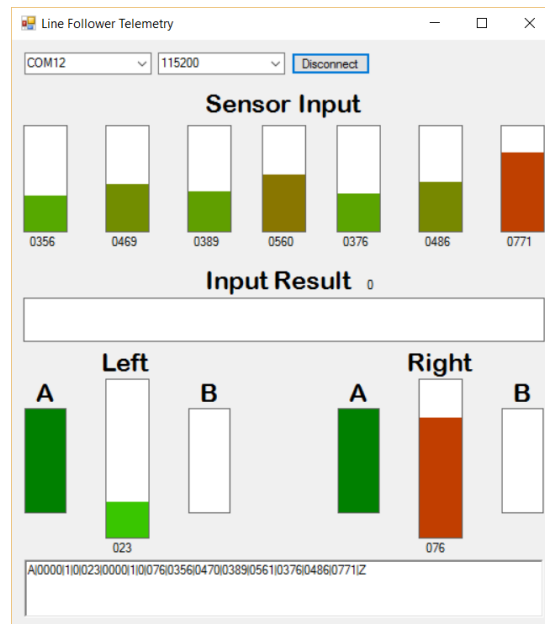 Line Follower Telemetry
COM12 115200 Disconnect
Sensor Input
0356 0469 0389 0560 0376 0486 0771
Input Result 0
Left Right
A B A B
023 076
A|0000|1|0|023|0000|1|0|076|0356|0470|0389|0561|0376|0486|0771|Z